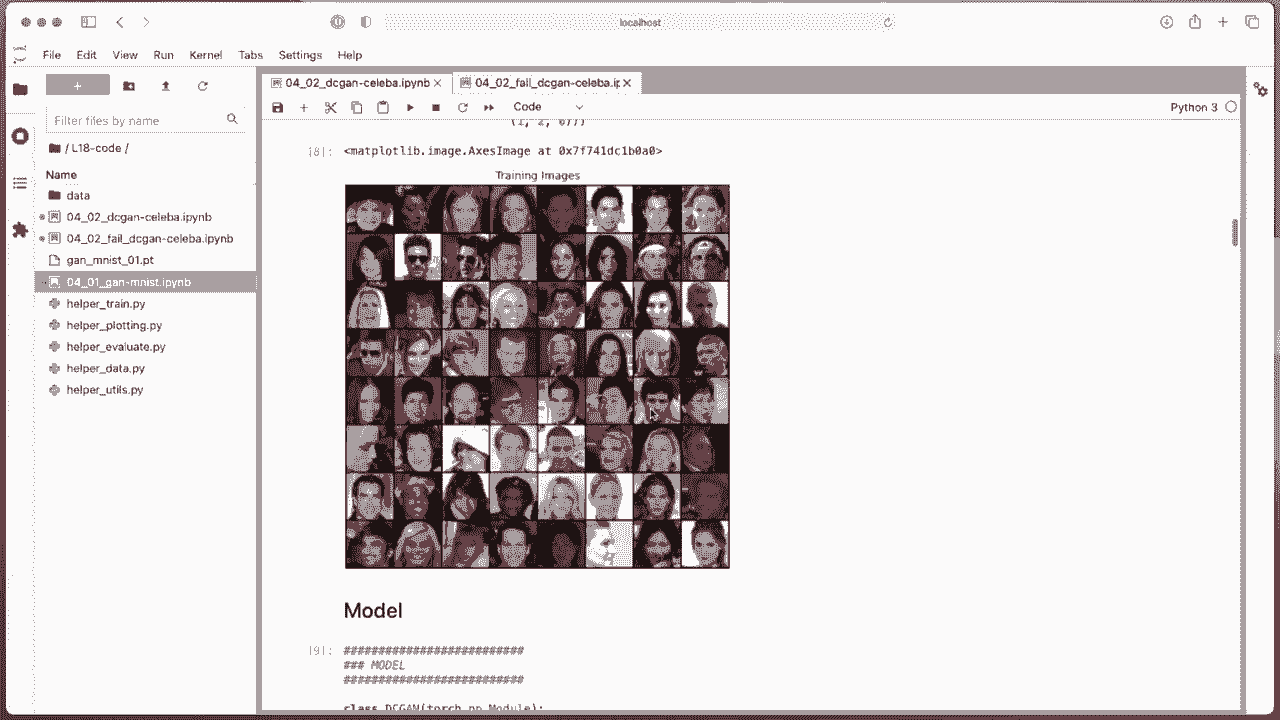 localhost
File Edit View Run Kernel Tabs Settings Help
04_02_dcgan-celeba.ipynb
04_02_fail_dcgan-celeba.ip
Filter files by name
Code
Python 3
/ L18-code /
Name
data
04_02_dcgan-celeba.ipynb
04_02_fail_dcgan-celeba.ipynb
gan_mnist_01.pt
04_01_gan-mnist.ipynb
helper_train.py
helper_plotting.py
helper_evaluate.py
helper_data.py
helper_utils.py
(1, 2, 0)))
[8]: <matplotlib.image.AxesImage at 0x7f741dc1b0a0>
Training Images
Model
[9]: ##########################
### MODEL
##########################
class DCGAN(torch.nn.Module):